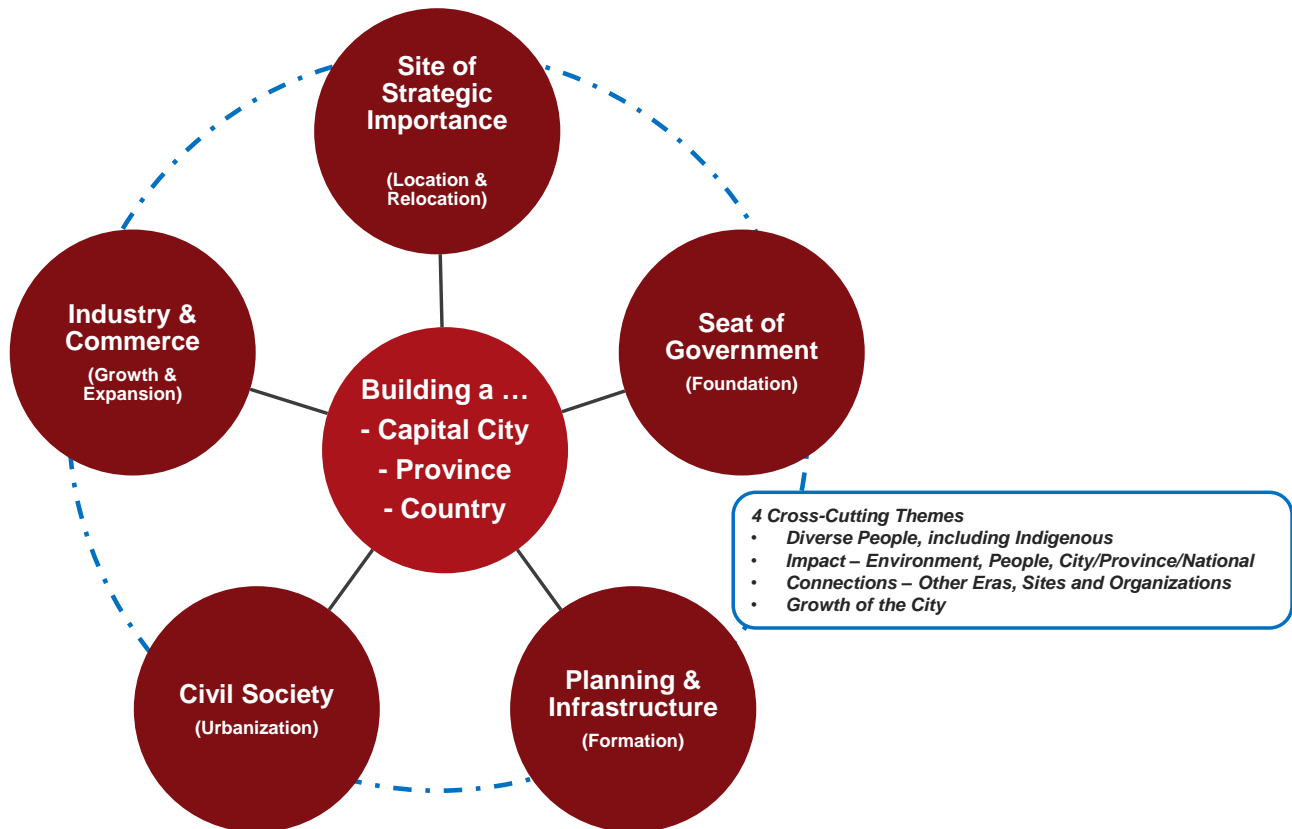 Site of
Strategic
Importance
(Location &
Relocation)
Industry &
Commerce
(Growth &
Expansion)
Seat of
Government
(Foundation)
Building a …
- Capital City
- Province
- Country
4 Cross-Cutting Themes
• Diverse People, including Indigenous
• Impact – Environment, People, City/Province/National
• Connections – Other Eras, Sites and Organizations
• Growth of the City
Civil Society
(Urbanization)
Planning &
Infrastructure
(Formation)